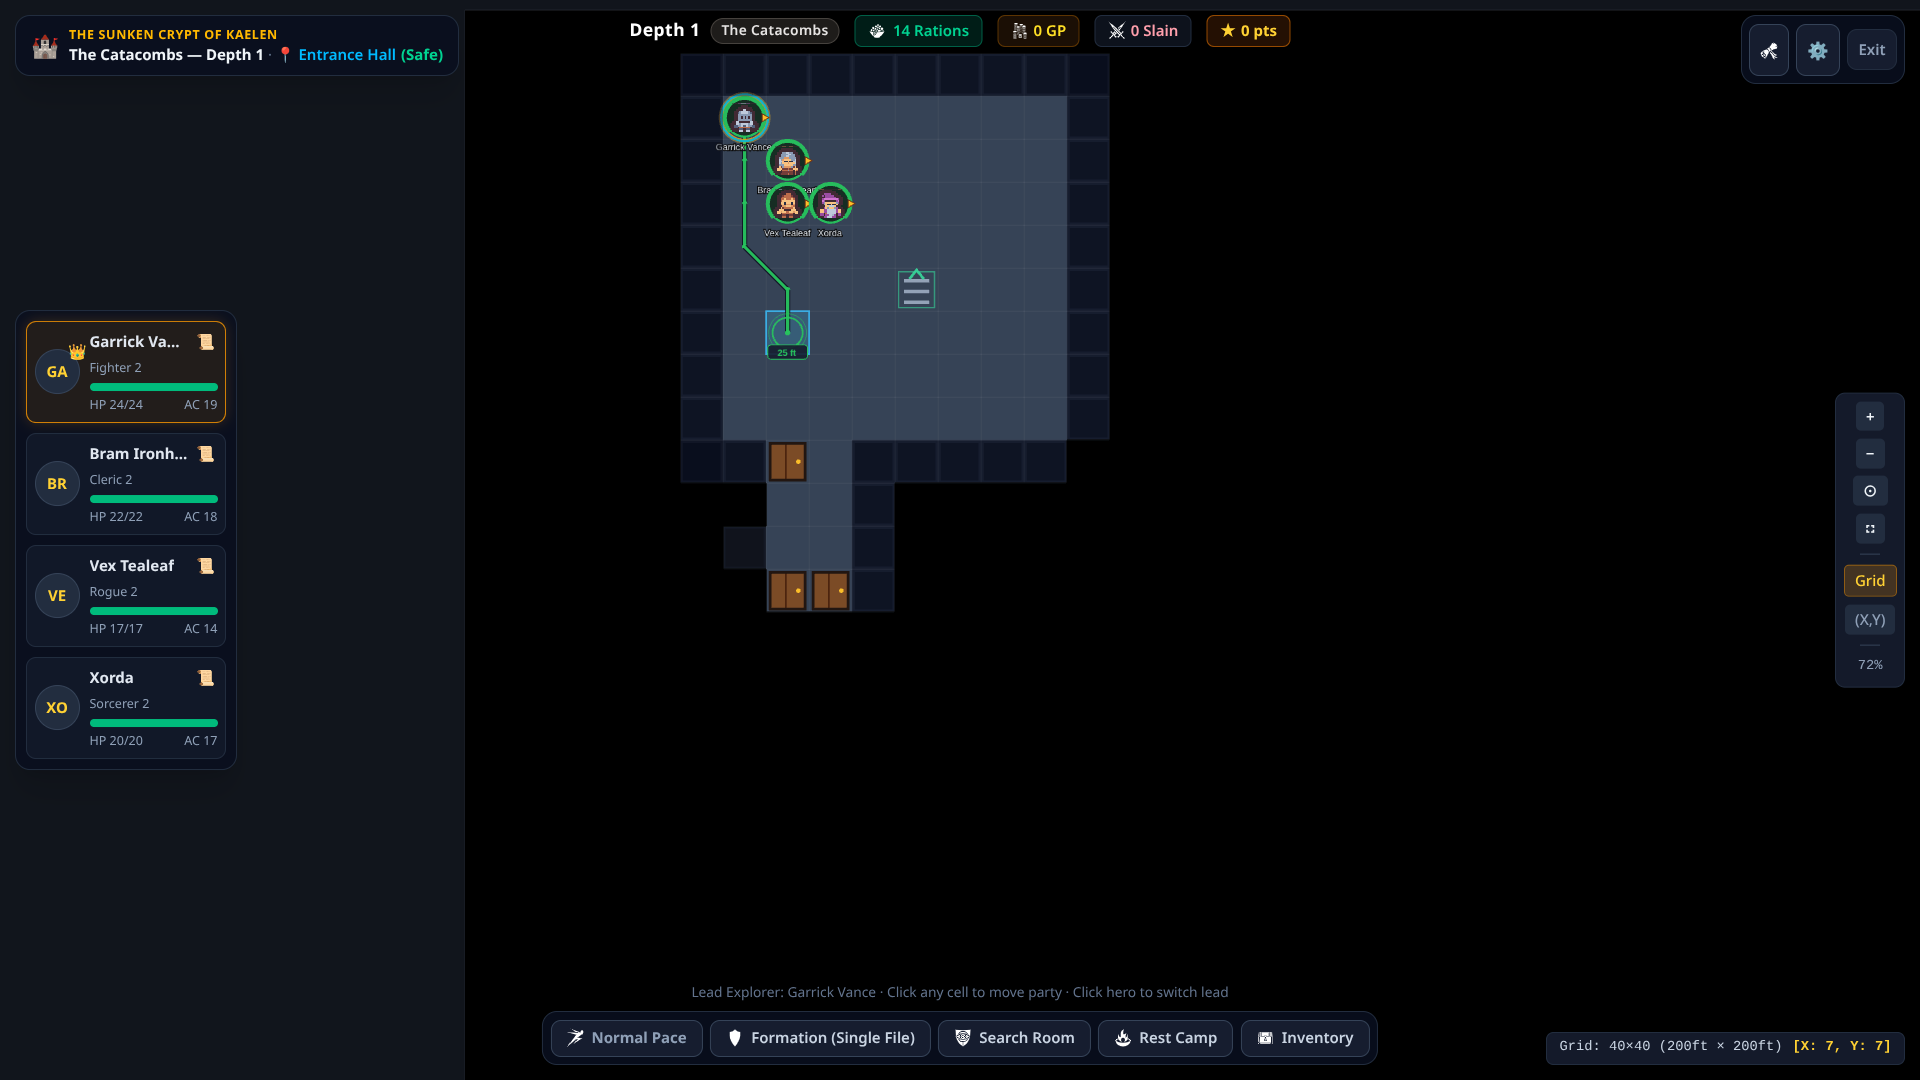 THE SUNKEN CRYPT OF KAELEN
The Catacombs — Depth 1 · Entrance Hall (Safe)
Depth 1
The Catacombs
14 Rations
0 GP
0 Slain
★ 0 pts
Exit
Garrick Vance
Vex Tealeaf
Xorda
25 ft
GA
Garrick Va...
Fighter 2
HP 24/24
AC 19
BR
Bram Ironh...
Cleric 2
HP 22/22
AC 18
VE
Vex Tealeaf
Rogue 2
HP 17/17
AC 14
XO
Xorda
Sorcerer 2
HP 20/20
AC 17
+
−
Grid
(X,Y)
72%
Lead Explorer: Garrick Vance · Click any cell to move party · Click hero to switch lead
Normal Pace
Formation (Single File)
Search Room
Rest Camp
Inventory
Grid: 40×40 (200ft × 200ft) [X: 7, Y: 7]